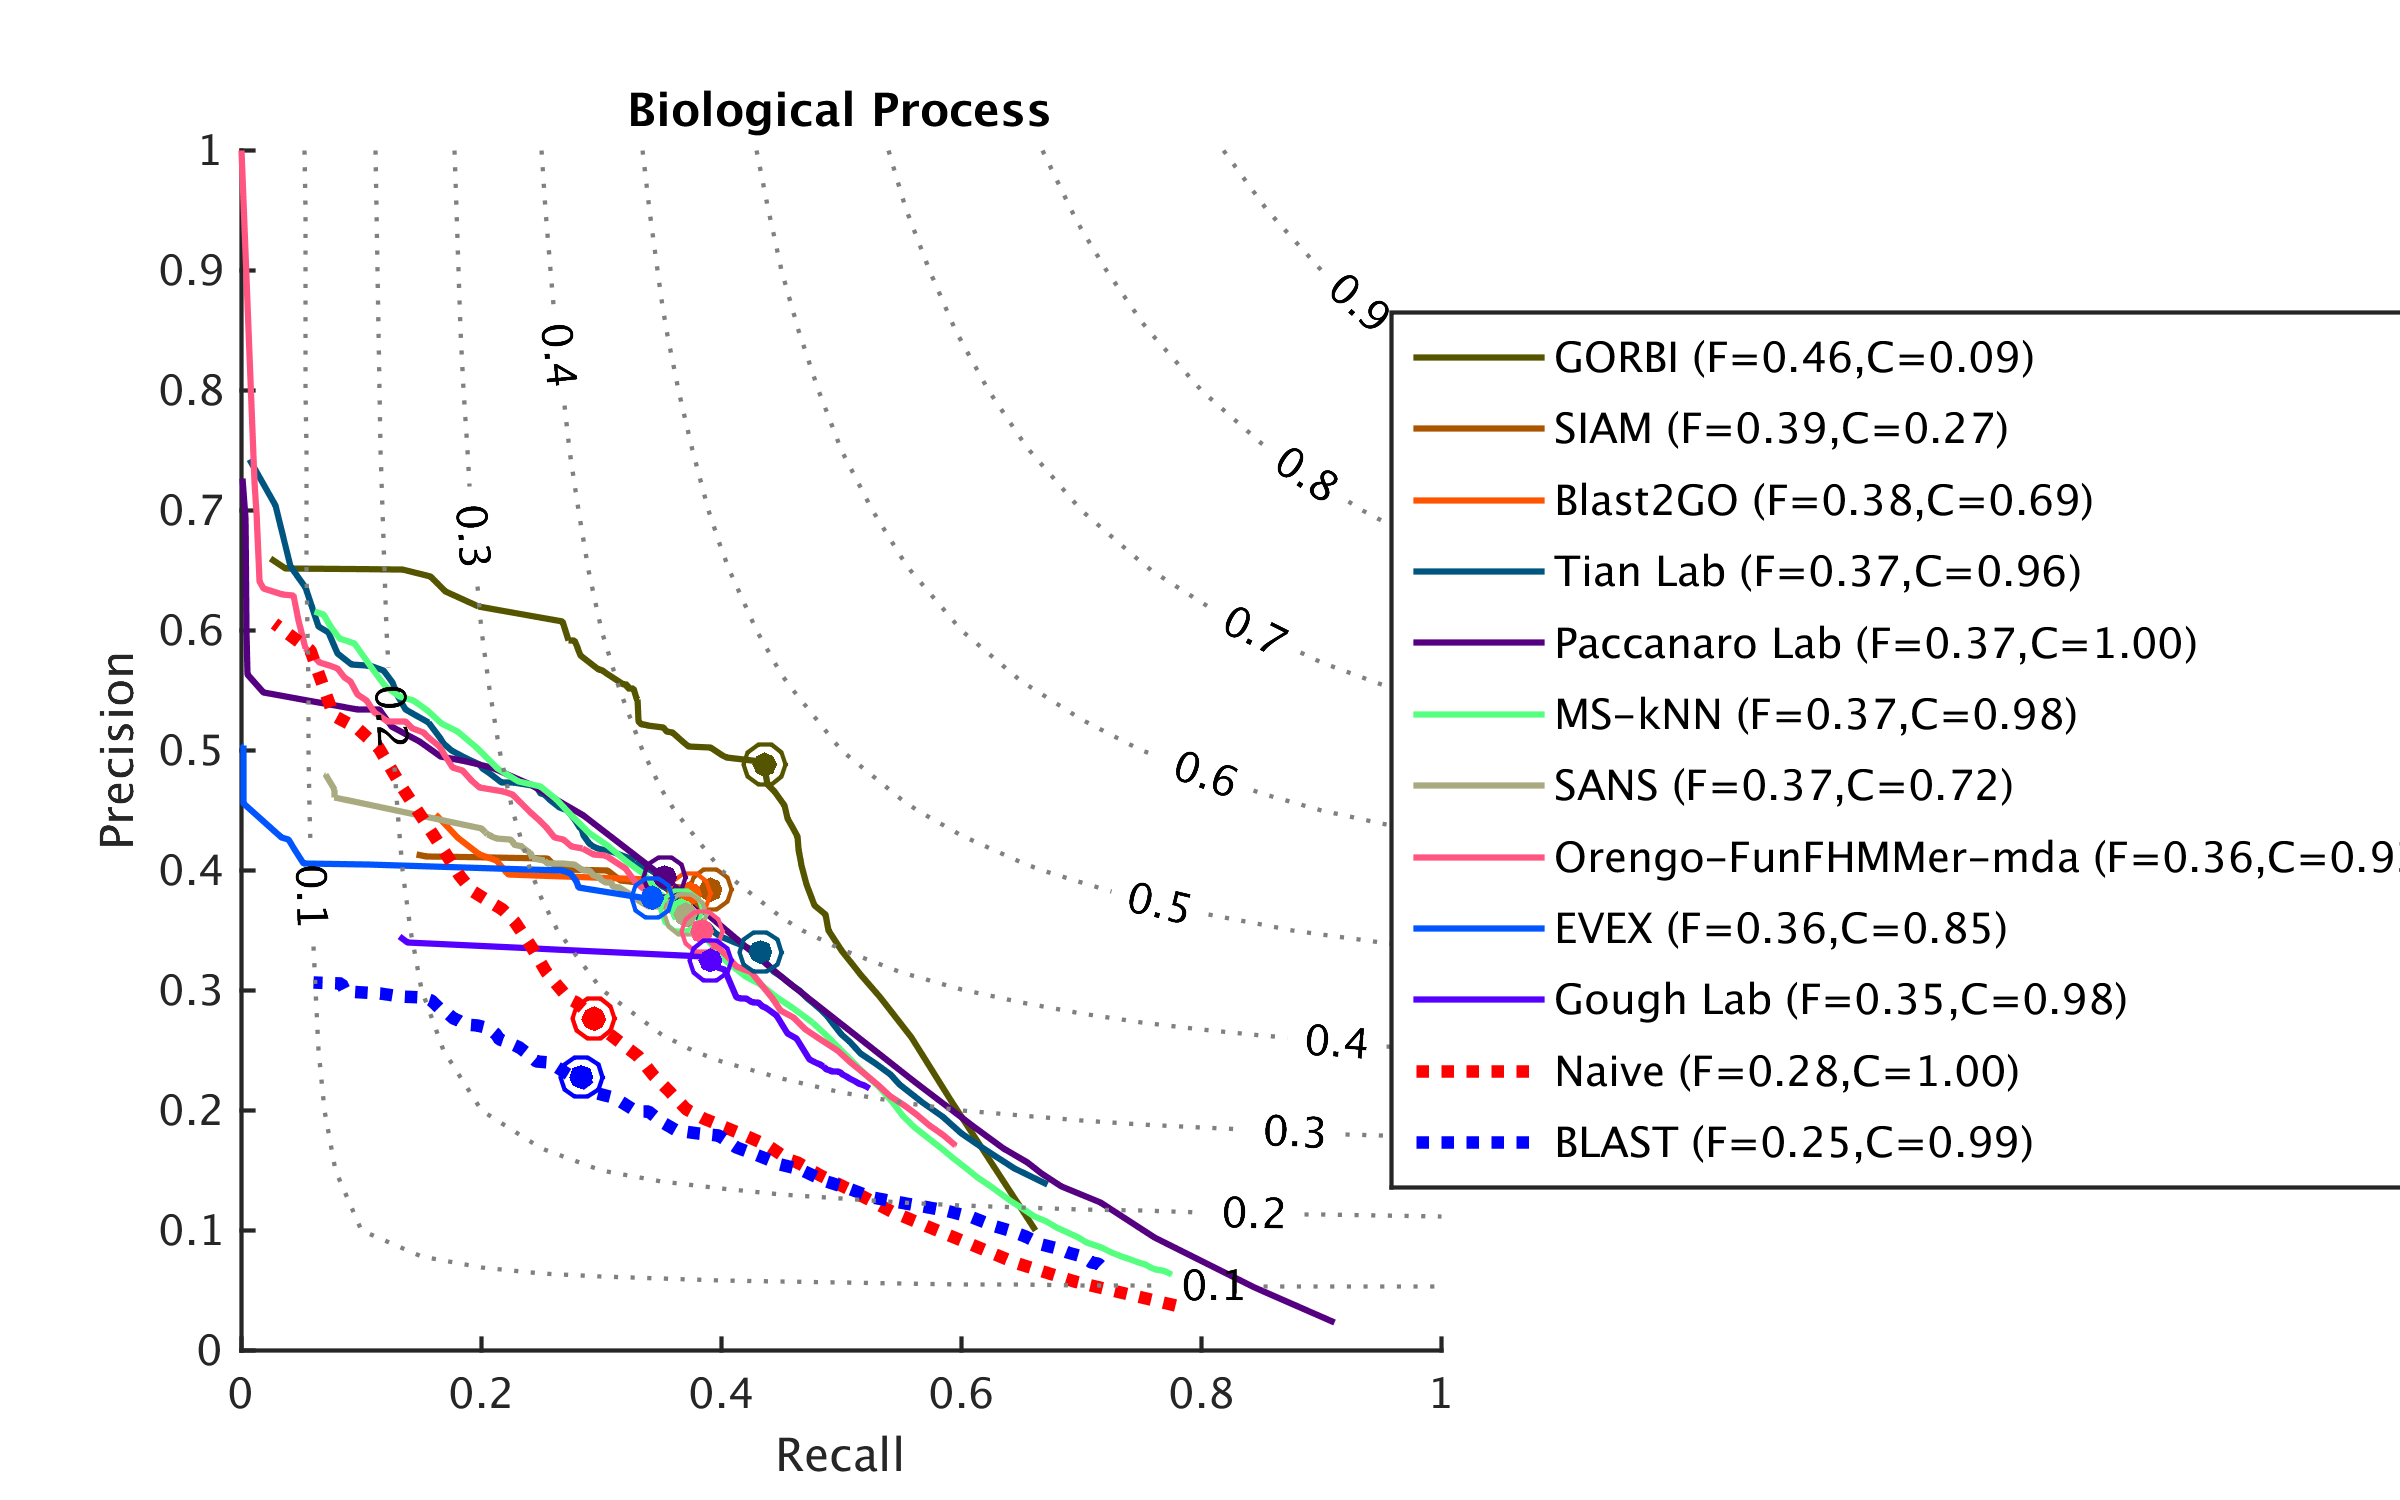 Biological Process
1
0.9
0.8
0.7
0.6
0.5
0.4
0.3
0.2
0.1
0
Precision
0
0.2
0.4
0.6
0.8
1
Recall
0.9
0.8
0.7
0.6
0.5
0.4
0.3
0.2
0.1
0.4
0.3
0.2
0.1
GORBI (F=0.46,C=0.09)
SIAM (F=0.39,C=0.27)
Blast2GO (F=0.38,C=0.69)
Tian Lab (F=0.37,C=0.96)
Paccanaro Lab (F=0.37,C=1.00)
MS-kNN (F=0.37,C=0.98)
SANS (F=0.37,C=0.72)
Orengo-FunFHMMer-mda (F=0.36,C=0.9
EVEX (F=0.36,C=0.85)
Gough Lab (F=0.35,C=0.98)
Naive (F=0.28,C=1.00)
BLAST (F=0.25,C=0.99)